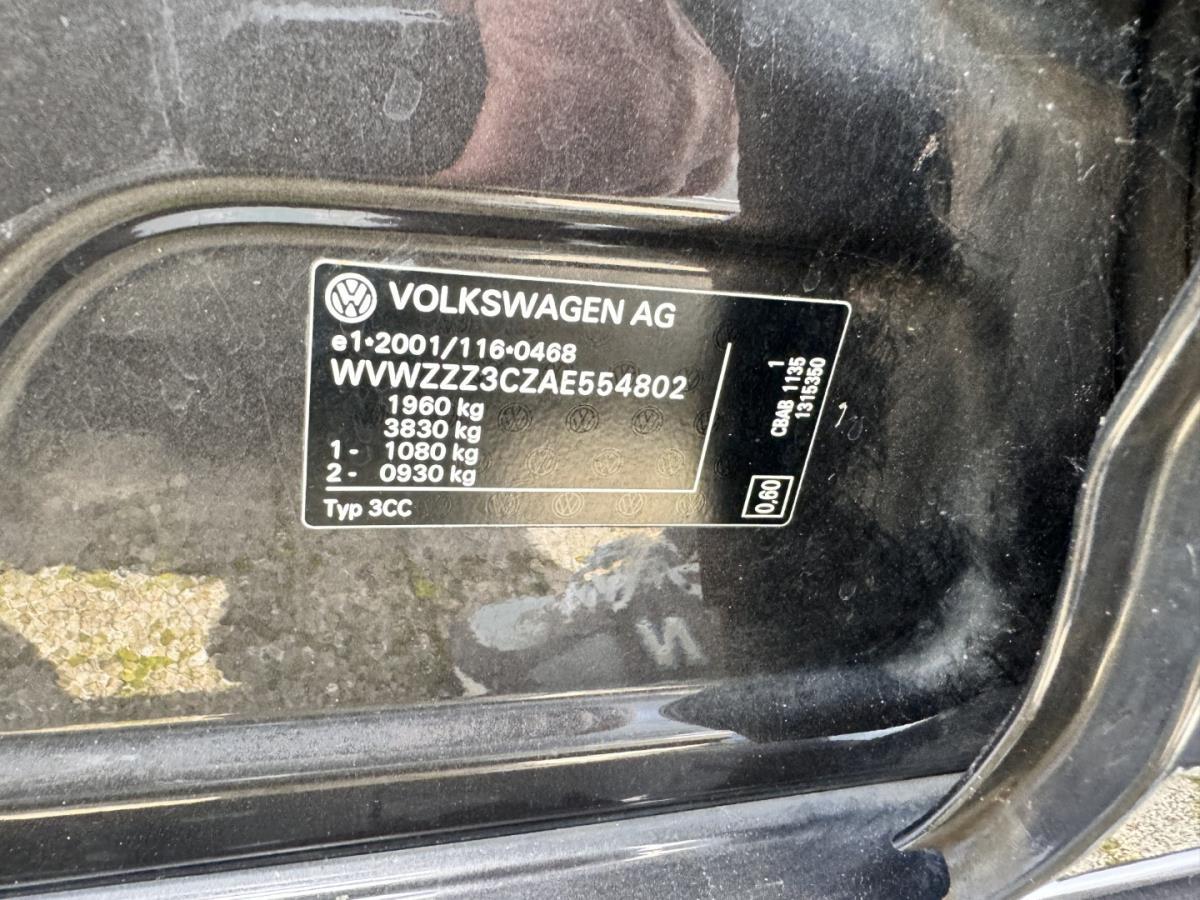 VOLKSWAGEN AG
e1*2001/116*0468
WVWZZZ3CZAE554802
1960 kg
3830 kg
1 - 1080 kg
2 - 0930 kg
Typ 3CC
1
CBAB 1135
1315350
0,60